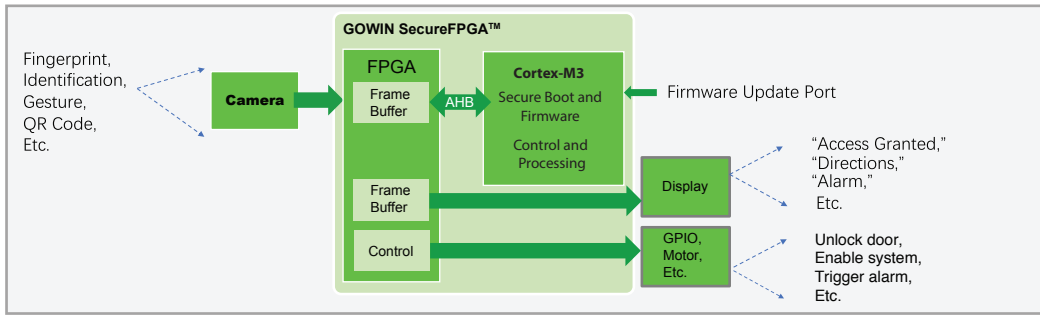 GOWIN SecureFPGA™
Fingerprint,
Identification,
Gesture,
QR Code,
Etc.
Camera
FPGA
Frame
Buffer
AHB
Cortex-M3
Secure Boot and
Firmware
Control and
Processing
Firmware Update Port
Frame
Buffer
Display
“Access Granted,”
“Directions,”
“Alarm,”
Etc.
Control
GPIO,
Motor,
Etc.
Unlock door,
Enable system,
Trigger alarm,
Etc.